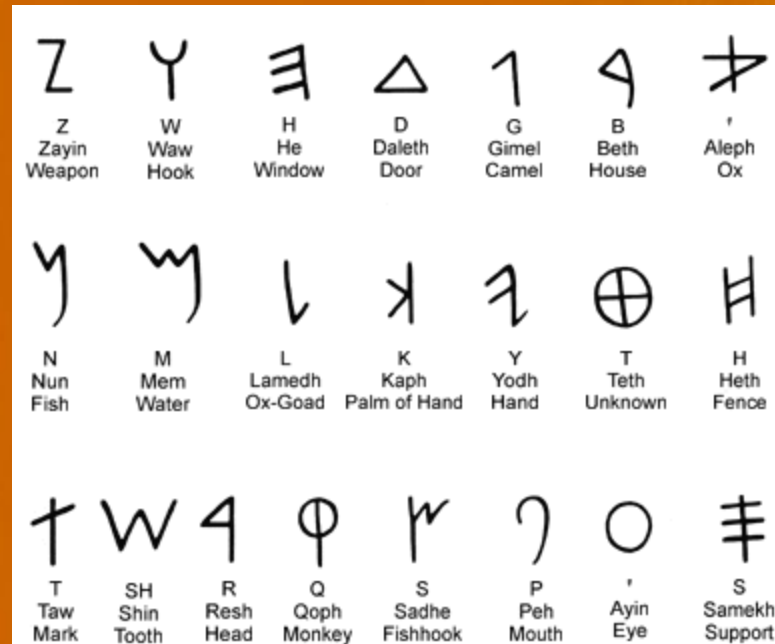 𐤀 𐤁 𐤂 𐤃 𐤄 𐤅 𐤆
Z W H D G B '
Zayin Waw He Daleth Gimel Beth Aleph
Weapon Hook Window Door Camel House Ox
𐤇 𐤈 𐤉 𐤊 𐤋 𐤌 𐤍
N M L K Y T H
Nun Mem Lamedh Kaph Yodh Teth Heth
Fish Water Ox-Goad Palm of Hand Hand Unknown Fence
𐤎 𐤏 𐤐 𐤑 𐤒 𐤓 𐤔 𐤕
T SH R Q S P ' S
Taw Shin Resh Qoph Sadhe Peh Ayin Samekh
Mark Tooth Head Monkey Fishhook Mouth Eye Support